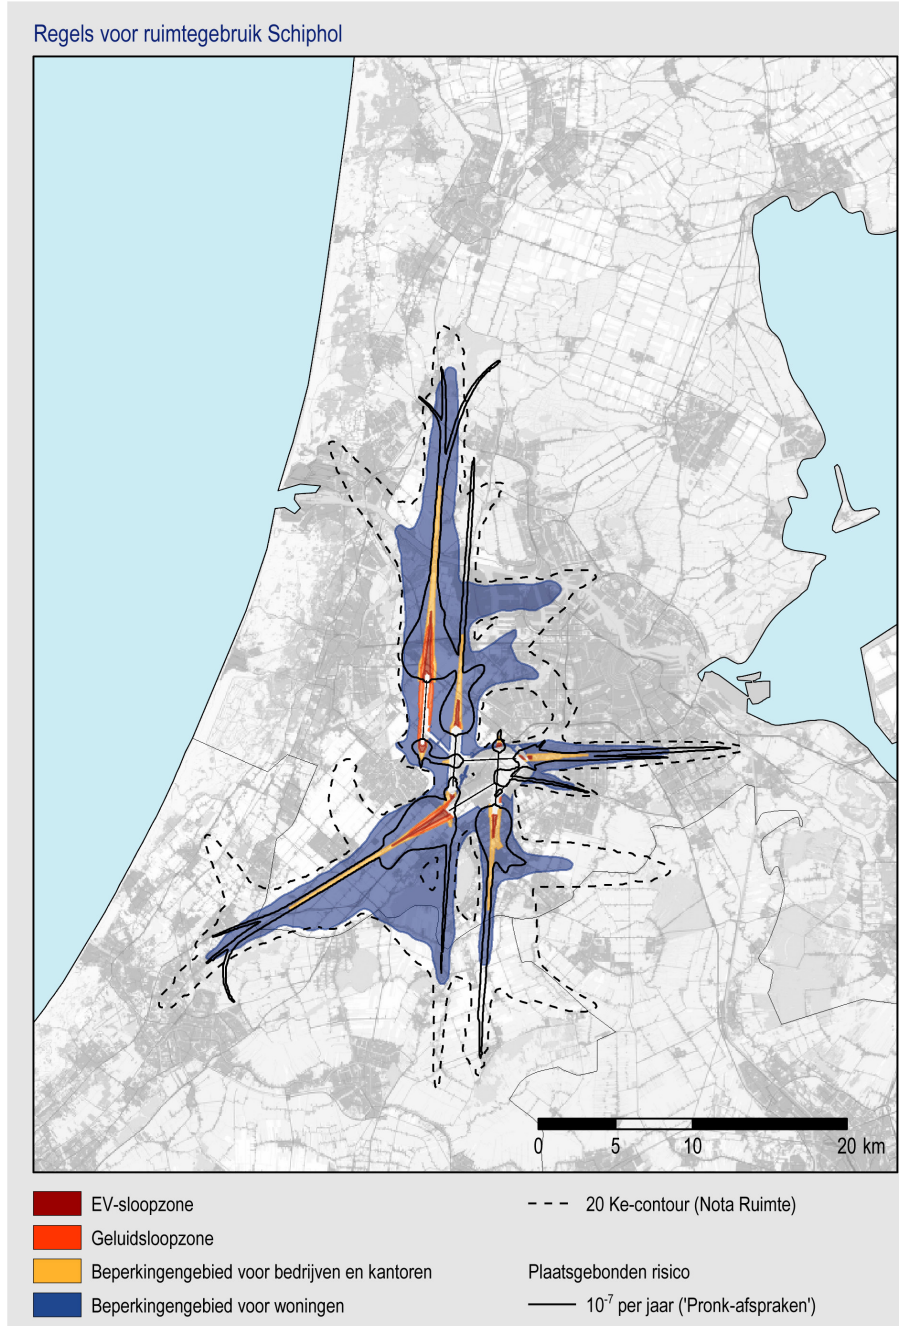 Regels voor ruimtegebruik Schiphol
0 5 10 20 km
EV-sloopzone
Geluidsloopzone
Beperkingengebied voor bedrijven en kantoren
Beperkingengebied voor woningen
20 Ke-contour (Nota Ruimte)
Plaatsgebonden risico
10⁻⁷ per jaar ('Pronk-afspraken')